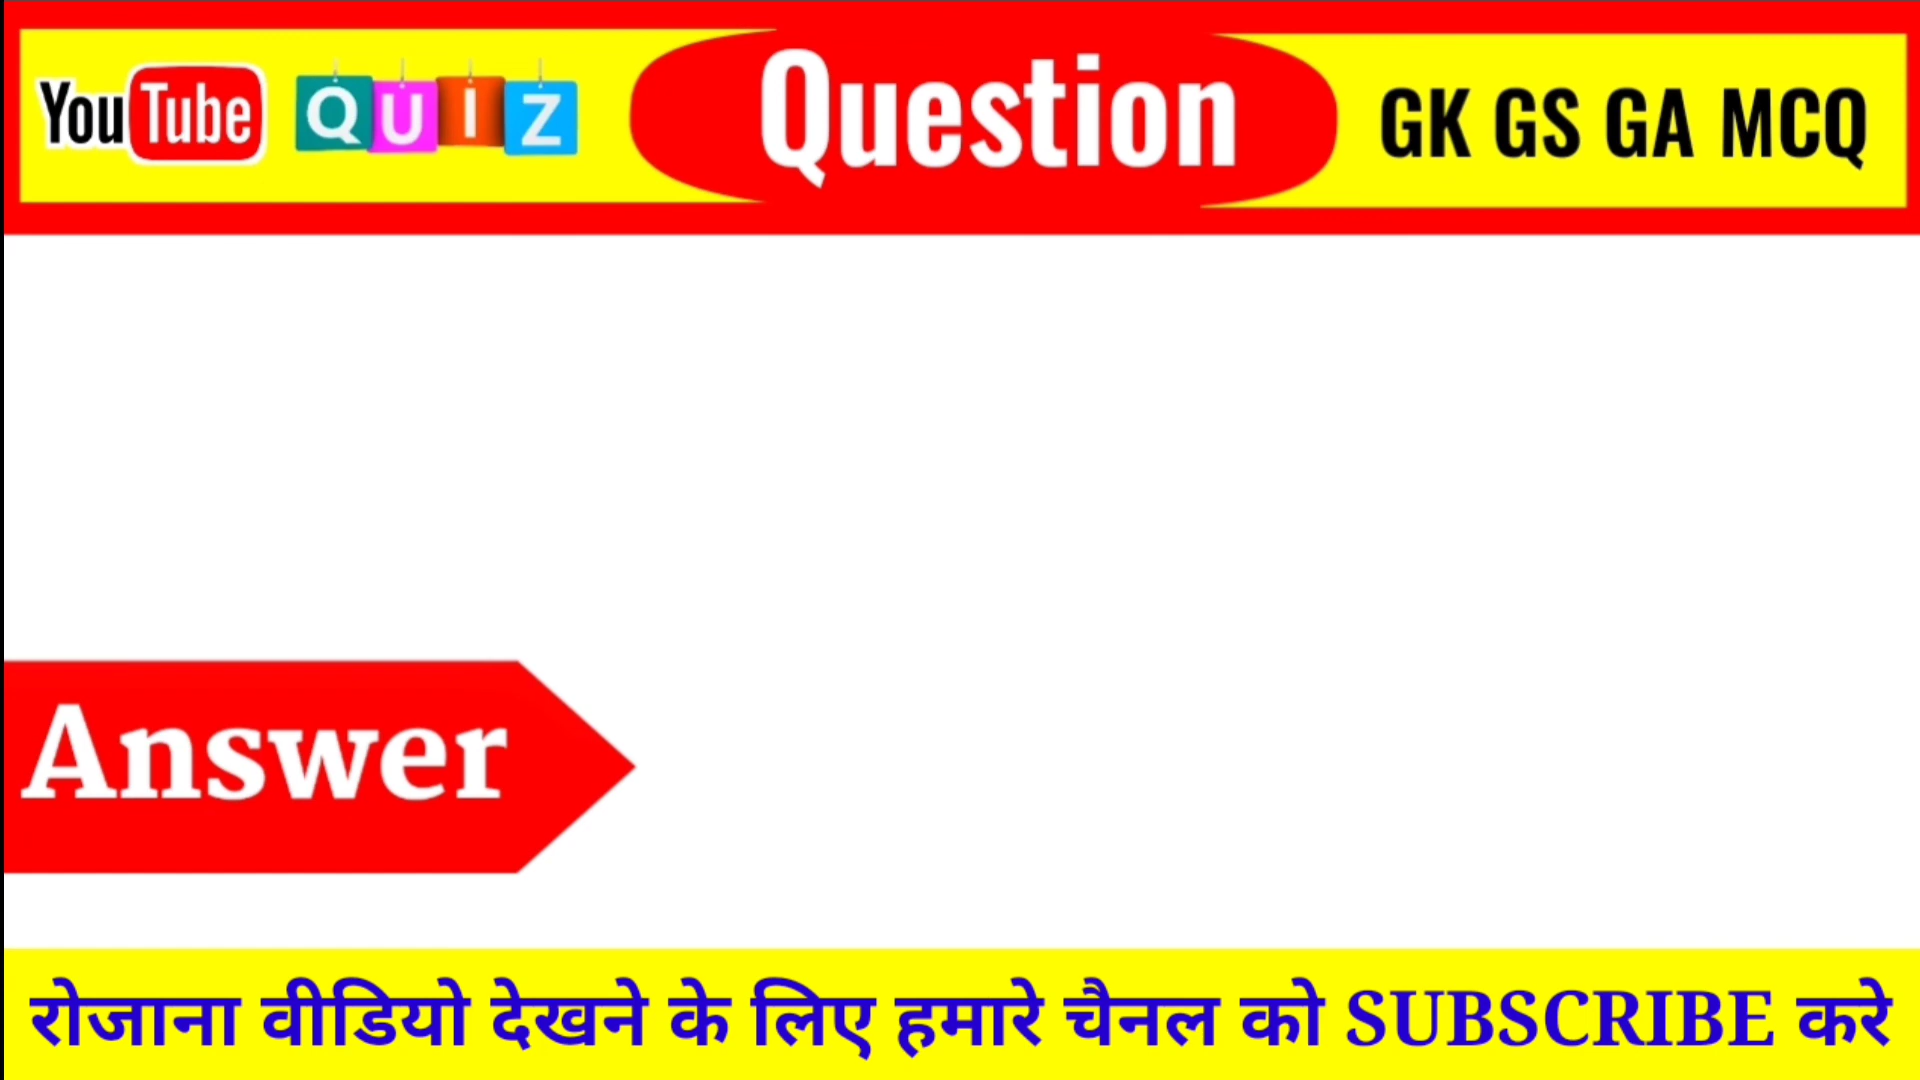 YouTube QUIZ Question GK GS GA MCQ
Answer
रोजाना वीडियो देखने के लिए हमारे चैनल को SUBSCRIBE करे